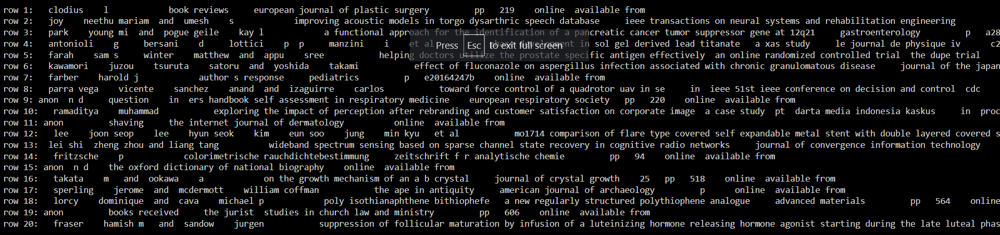 row 1: clodius l book reviews european journal of plastic surgery pp 219 online available from
row 2: joy neethu mariam and umesh s improving acoustic models in torgo dysarthric speech database ieee transactions on neural systems and rehabilitation engineering
row 3: park young mi and pogue geile kay l a functional approach for the identification of a pancreatic cancer tumor suppressor gene at 12q21 gastroenterology p a28
row 4: antonioli g bersani d lottici p p manzini i et al phase development in sol gel derived lead titanate a xas study le journal de physique iv c2
Press Esc to exit full screen
row 5: farah sam s winter matthew and appu sree helping doctors utilize the prostate specific antigen effectively an online randomized controlled trial the dupe trial
row 6: kawamori juzou tsuruta satoru and yoshida takami effect of fluconazole on aspergillus infection associated with chronic granulomatous disease journal of the japan
row 7: farber harold j author s response pediatrics p e20164247b online available from
row 8: parra vega vicente sanchez anand and izaguirre carlos toward force control of a quadrotor uav in se in ieee 51st ieee conference on decision and control cdc
row 9: anon n d question in ers handbook self assessment in respiratory medicine european respiratory society pp 220 online available from
row 10: ramaditya muhammad exploring the impact of perception after rebranding and customer satisfaction on corporate image a case study pt darta media indonesia kaskus in proc
row 11: anon shaving the internet journal of dermatology online available from
row 12: lee joon seop lee hyun seok kim eun soo jung min kyu et al mo1714 comparison of flare type covered self expandable metal stent with double layered covered s
row 13: lei shi zheng zhou and liang tang wideband spectrum sensing based on sparse channel state recovery in cognitive radio networks journal of convergence information technology
row 14: fritzsche p colorimetrische rauchdichtebestimmung zeitschrift f r analytische chemie pp 94 online available from
row 15: anon n d the oxford dictionary of national biography online available from
row 16: takata m and ookawa a on the growth mechanism of an a b crystal journal of crystal growth 25 pp 518 online available from
row 17: sperling jerome and mcdermott william coffman the ape in antiquity american journal of archaeology p online available from
row 18: lorcy dominique and cava michael p poly isothianaphthene bithiophefe a new regularly structured polythiophene analogue advanced materials pp 564 online
row 19: anon books received the jurist studies in church law and ministry pp 606 online available from
row 20: fraser hamish m and sandow jurgen suppression of follicular maturation by infusion of a luteinizing hormone releasing hormone agonist starting during the late luteal phas